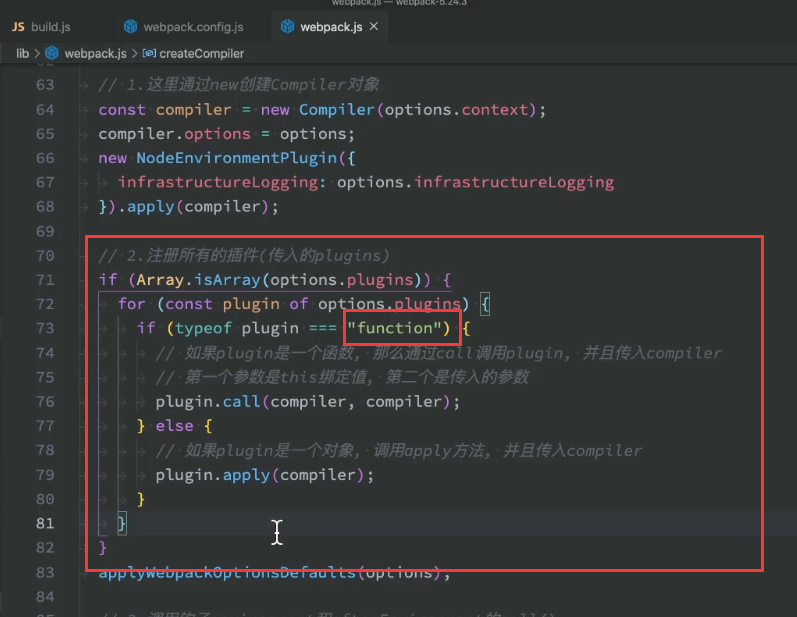 webpack.js — webpack-5.24.3
JS build.js webpack.config.js webpack.js ×
lib > webpack.js > createCompiler
63 // 1.这里通过new创建Compiler对象
64 const compiler = new Compiler(options.context);
65 compiler.options = options;
66 new NodeEnvironmentPlugin({
67 infrastructureLogging: options.infrastructureLogging
68 }).apply(compiler);
69
70 // 2.注册所有的插件(传入的plugins)
71 if (Array.isArray(options.plugins)) {
72 for (const plugin of options.plugins) {
73 if (typeof plugin === "function") {
74 // 如果plugin是一个函数, 那么通过call调用plugin, 并且传入compiler
75 // 第一个参数是this绑定值, 第二个是传入的参数
76 plugin.call(compiler, compiler);
77 } else {
78 // 如果plugin是一个对象, 调用apply方法, 并且传入compiler
79 plugin.apply(compiler);
80 }
81 }
82 }
83 applyWebpackOptionsDefaults(options);
84